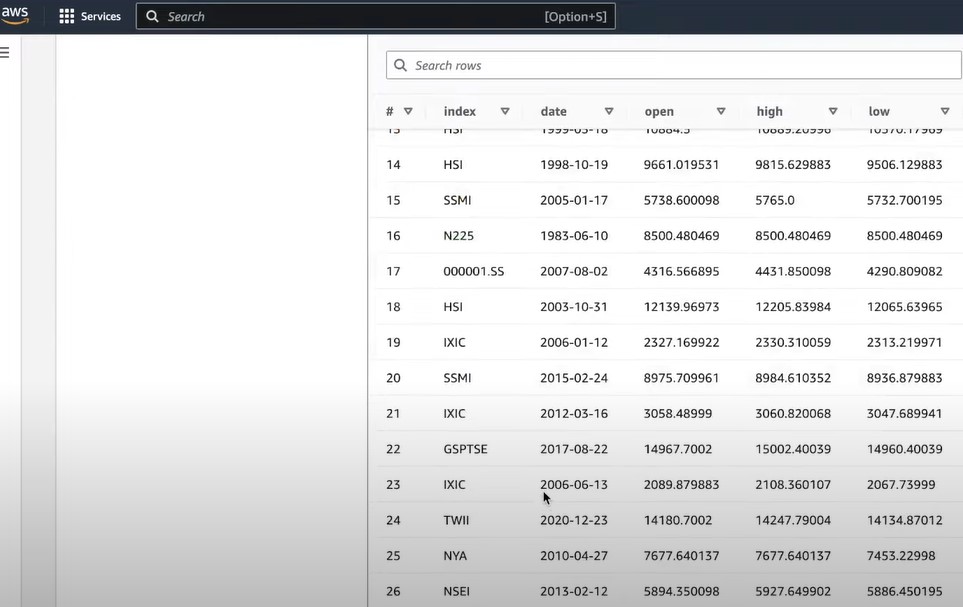 aws Services Search [Option+S]
Search rows
# index date open high low
13 HSI 1999-03-18 10884.5 10889.20996 10570.17969
14 HSI 1998-10-19 9661.019531 9815.629883 9506.129883
15 SSMI 2005-01-17 5738.600098 5765.0 5732.700195
16 N225 1983-06-10 8500.480469 8500.480469 8500.480469
17 000001.SS 2007-08-02 4316.566895 4431.850098 4290.809082
18 HSI 2003-10-31 12139.96973 12205.83984 12065.63965
19 IXIC 2006-01-12 2327.169922 2330.310059 2313.219971
20 SSMI 2015-02-24 8975.709961 8984.610352 8936.879883
21 IXIC 2012-03-16 3058.48999 3060.820068 3047.689941
22 GSPTSE 2017-08-22 14967.7002 15002.40039 14960.40039
23 IXIC 2006-06-13 2089.879883 2108.360107 2067.73999
24 TWII 2020-12-23 14180.7002 14247.79004 14134.87012
25 NYA 2010-04-27 7677.640137 7677.640137 7453.22998
26 NSEI 2013-02-12 5894.350098 5927.649902 5886.450195